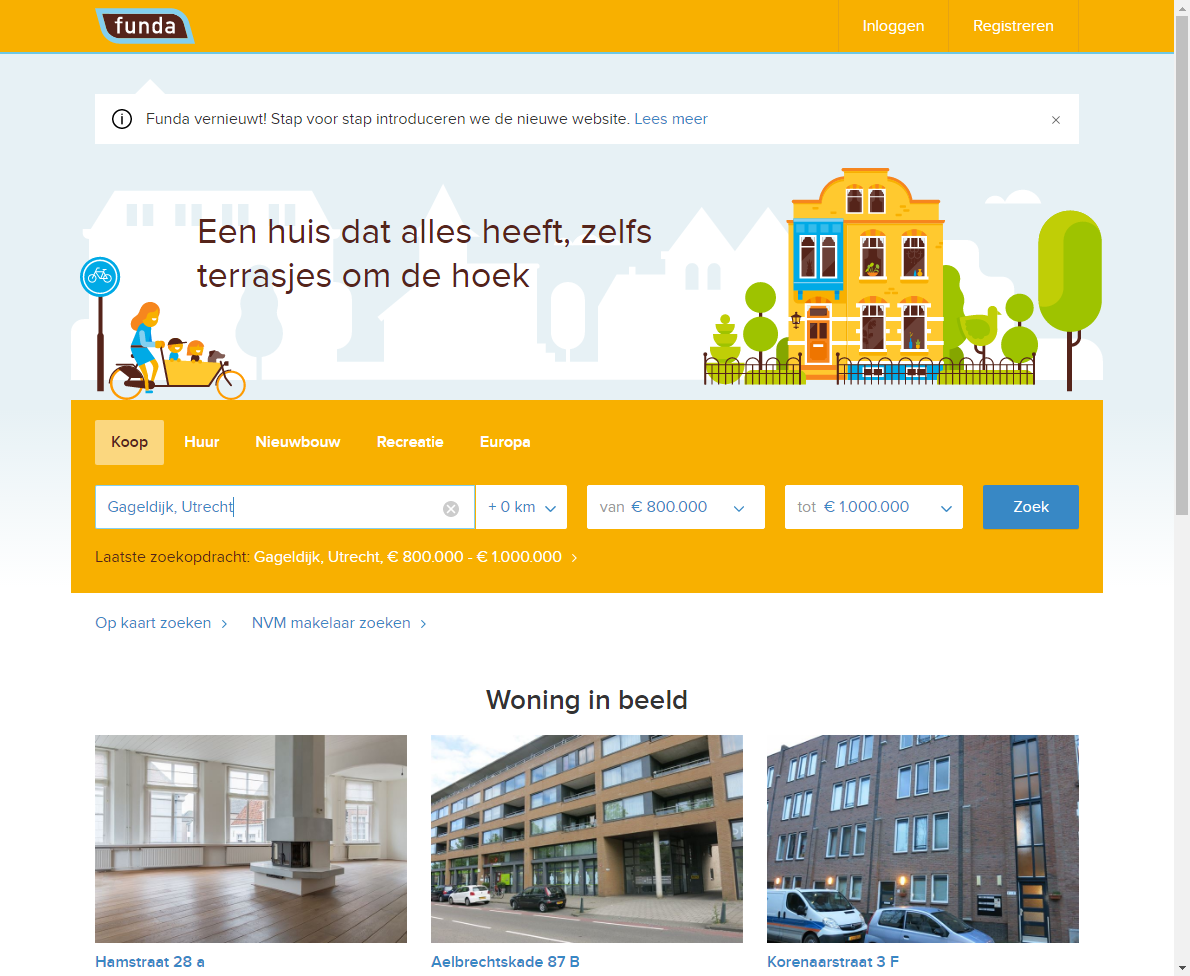 funda
Inloggen
Registreren
Funda vernieuwt! Stap voor stap introduceren we de nieuwe website. Lees meer
Een huis dat alles heeft, zelfs
terrasjes om de hoek
Koop
Huur
Nieuwbouw
Recreatie
Europa
Gageldijk, Utrecht
+ 0 km
van € 800.000
tot € 1.000.000
Zoek
Laatste zoekopdracht: Gageldijk, Utrecht, € 800.000 - € 1.000.000
Op kaart zoeken
NVM makelaar zoeken
Woning in beeld
Hamstraat 28 a
Aelbrechtskade 87 B
Korenaarstraat 3 F